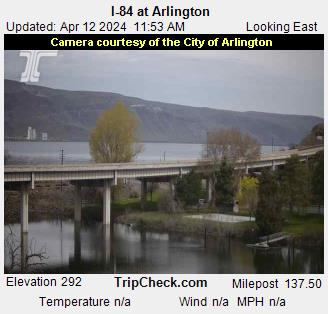 I-84 at Arlington
Updated: Apr 12 2024 11:53 AM Looking East
Camera courtesy of the City of Arlington
Elevation 292 TripCheck.com Milepost 137.50
Temperature n/a Wind n/a MPH n/a